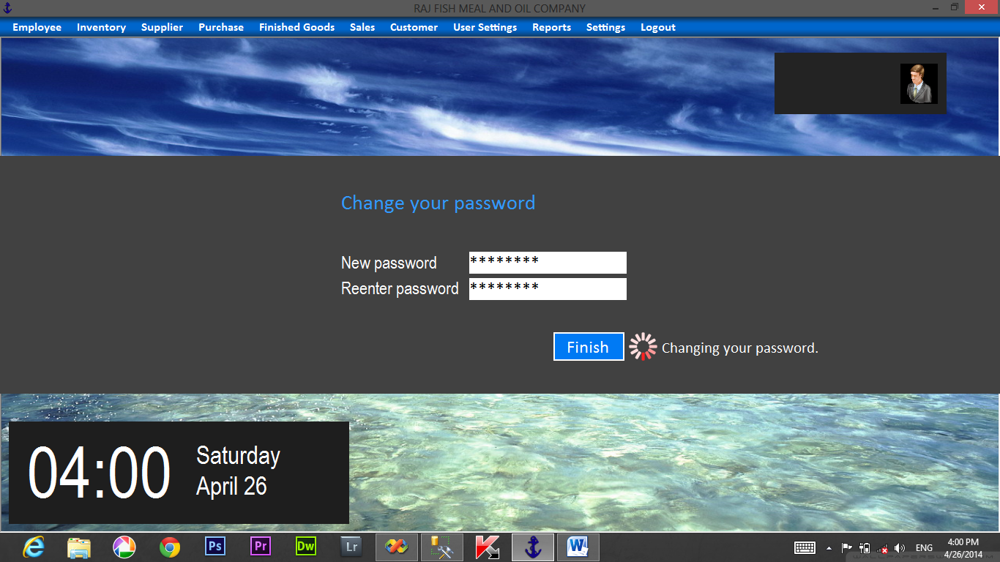 RAJ FISH MEAL AND OIL COMPANY
Employee Inventory Supplier Purchase Finished Goods Sales Customer User Settings Reports Settings Logout
Change your password
New password ********
Reenter password ********
Finish Changing your password.
04:00
Saturday
April 26
Ps Pr Dw Lr W
ENG
4:00 PM
4/26/2014